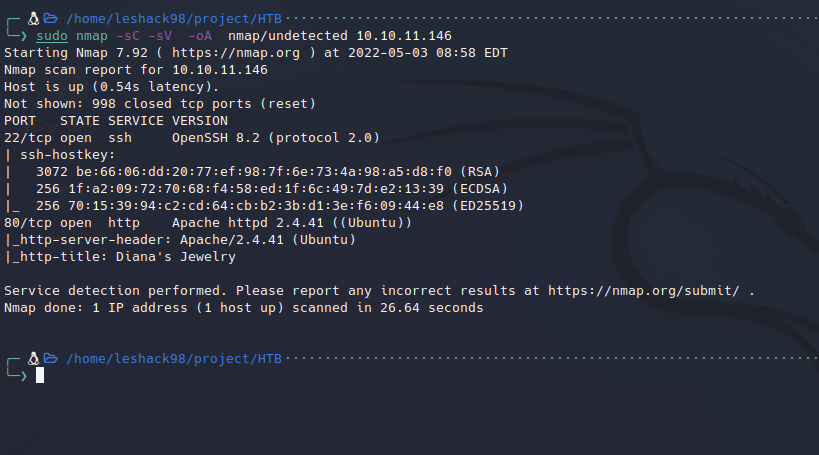 /home/leshack98/project/HTB
sudo nmap -sC -sV -oA nmap/undetected 10.10.11.146
Starting Nmap 7.92 ( https://nmap.org ) at 2022-05-03 08:58 EDT
Nmap scan report for 10.10.11.146
Host is up (0.54s latency).
Not shown: 998 closed tcp ports (reset)
PORT   STATE SERVICE VERSION
22/tcp open  ssh     OpenSSH 8.2 (protocol 2.0)
| ssh-hostkey:
|   3072 be:66:06:dd:20:77:ef:98:7f:6e:73:4a:98:a5:d8:f0 (RSA)
|   256 1f:a2:09:72:70:68:f4:58:ed:1f:6c:49:7d:e2:13:39 (ECDSA)
|_  256 70:15:39:94:c2:cd:64:cb:b2:3b:d1:3e:f6:09:44:e8 (ED25519)
80/tcp open  http    Apache httpd 2.4.41 ((Ubuntu))
|_http-server-header: Apache/2.4.41 (Ubuntu)
|_http-title: Diana's Jewelry
Service detection performed. Please report any incorrect results at https://nmap.org/submit/ .
Nmap done: 1 IP address (1 host up) scanned in 26.64 seconds
/home/leshack98/project/HTB